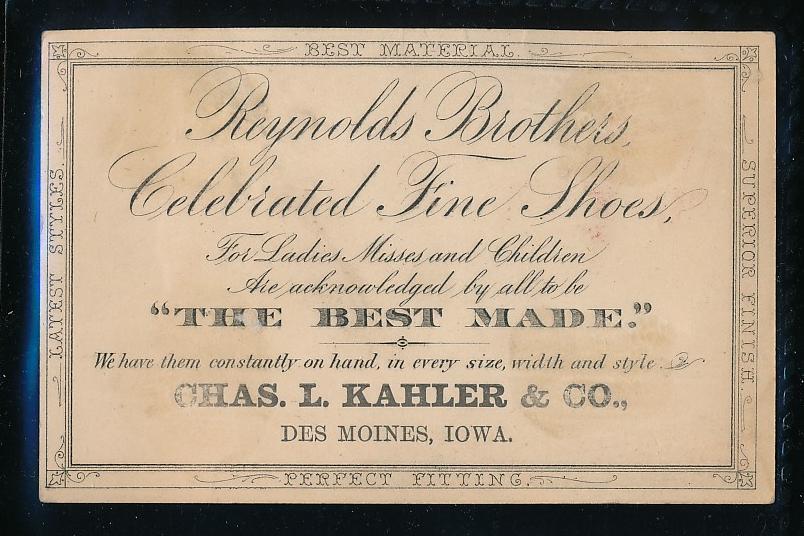 BEST MATERIAL.
Reynolds Brothers,
Celebrated Fine Shoes,
For Ladies Misses and Children
Are acknowledged by all to be
"THE BEST MADE."
We have them constantly on hand, in every size, width and style.
CHAS. L. KAHLER & CO.,
DES MOINES, IOWA.
LATEST STYLES.
SUPERIOR FINISH.
PERFECT FITTING.